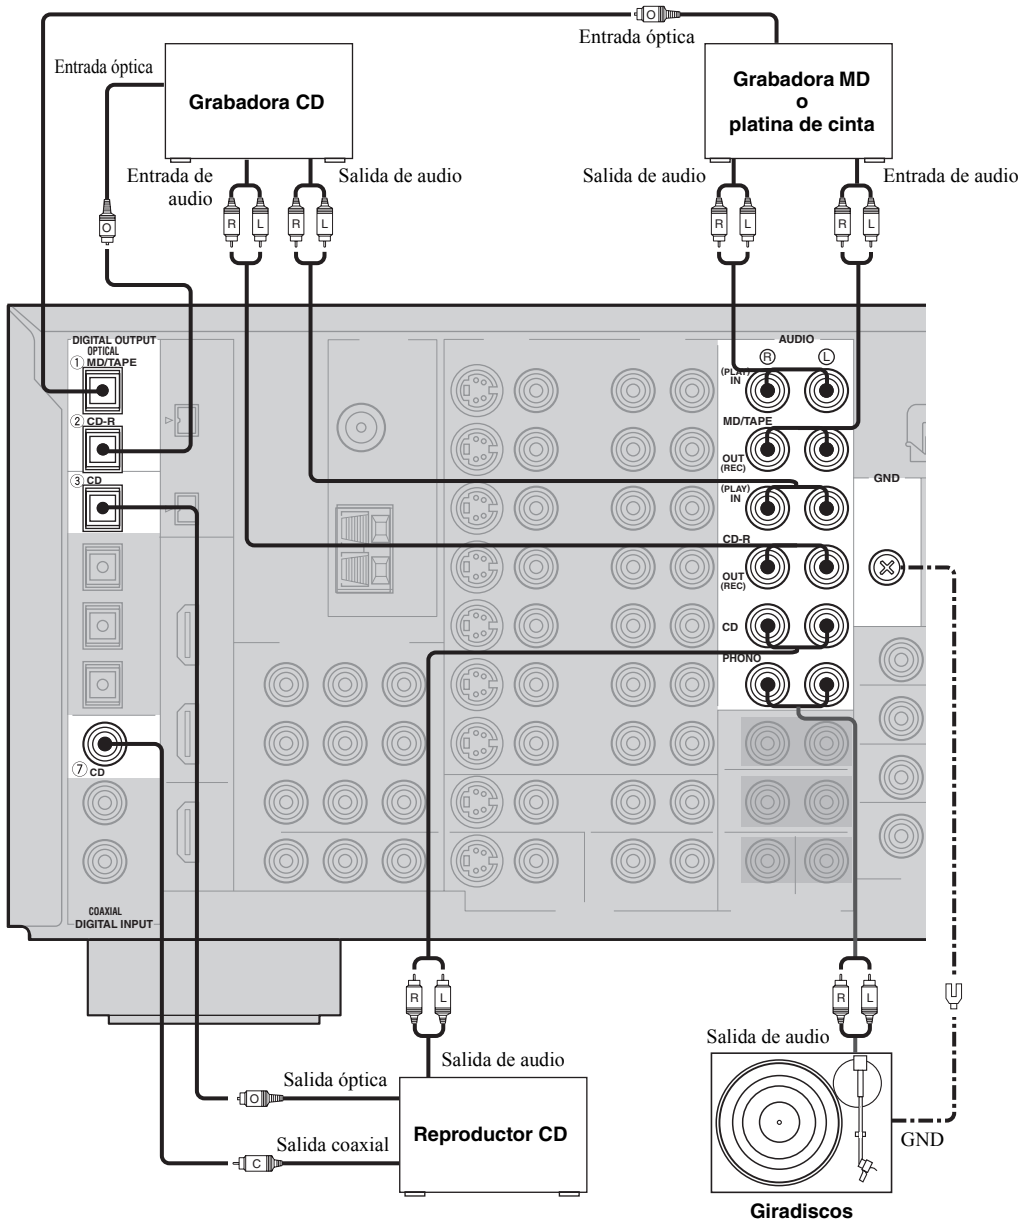 O
Entrada óptica
Entrada óptica
Grabadora CD
Grabadora MD
o
platina de cinta
Entrada de
audio
Salida de audio
Salida de audio
Entrada de audio
O
R
L
R
L
R
L
R
L
DIGITAL OUTPUT
OPTICAL
① MD/TAPE
② CD-R
③ CD
⑦ CD
COAXIAL
DIGITAL INPUT
AUDIO
R
L
(PLAY)
IN
MD/TAPE
OUT
(REC)
(PLAY)
IN
CD-R
OUT
(REC)
CD
PHONO
GND
R
L
R
L
Salida de audio
Salida de audio
Salida óptica
O
Salida coaxial
C
Reproductor CD
GND
Giradiscos